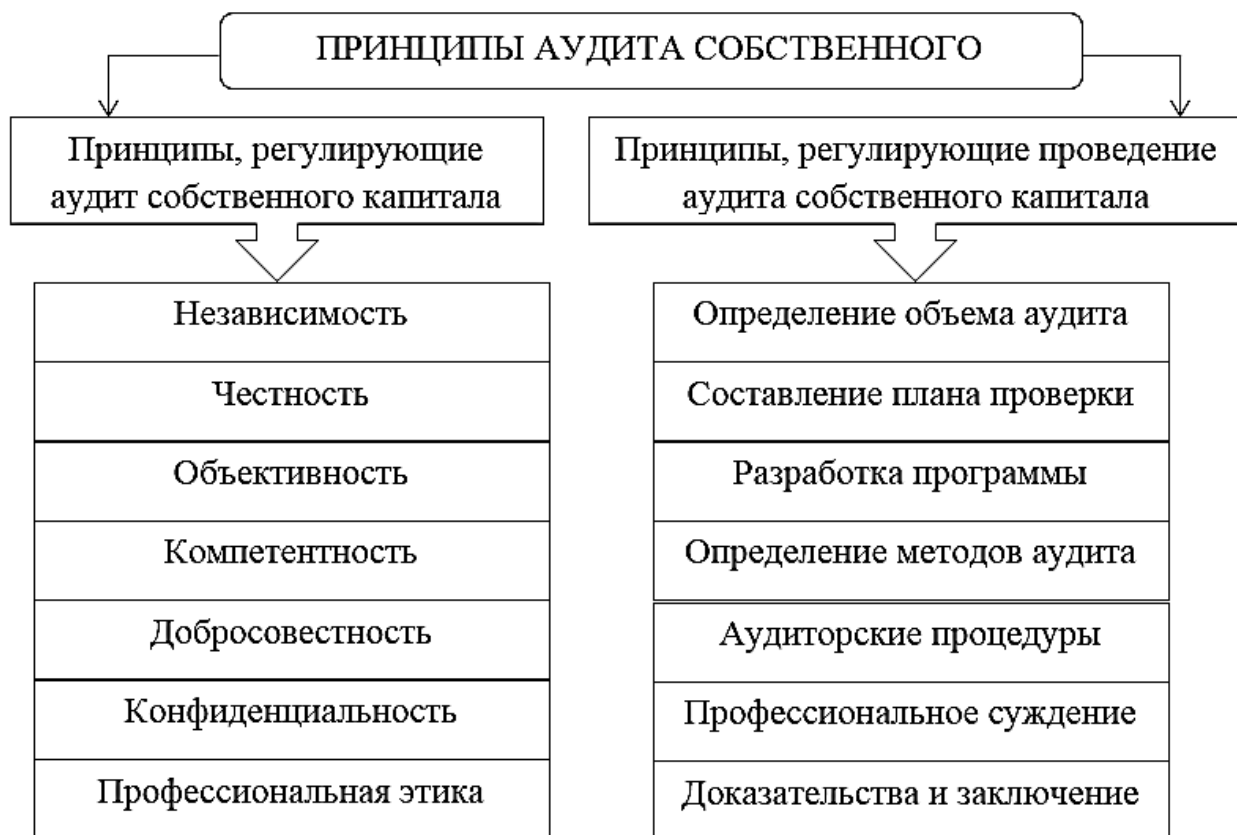 ПРИНЦИПЫ АУДИТА СОБСТВЕННОГО
Принципы, регулирующие
аудит собственного капитала
Принципы, регулирующие проведение
аудита собственного капитала
Независимость
Честность
Объективность
Компетентность
Добросовестность
Конфиденциальность
Профессиональная этика
Определение объема аудита
Составление плана проверки
Разработка программы
Определение методов аудита
Аудиторские процедуры
Профессиональное суждение
Доказательства и заключение